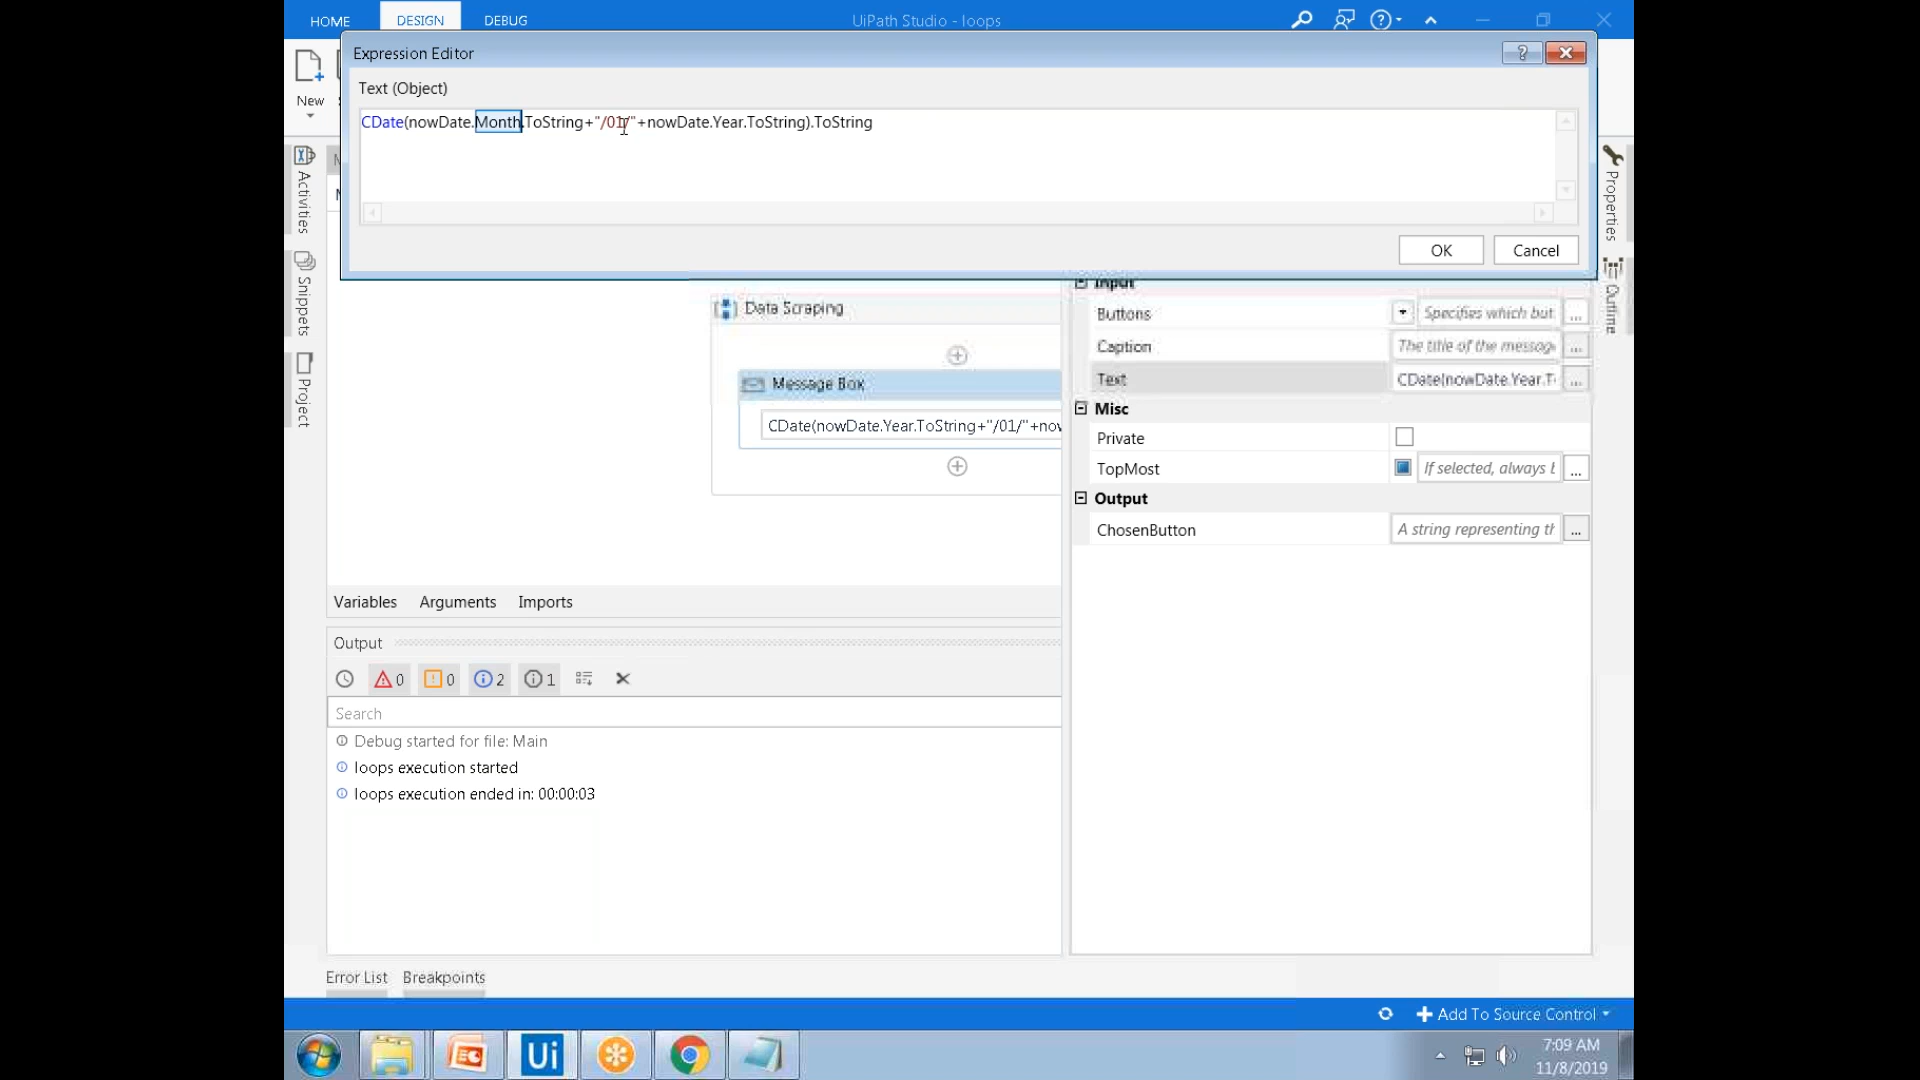 HOME DESIGN DEBUG UiPath Studio - loops
Expression Editor
Text (Object)
New
CDate(nowDate.Month.ToString+"/01/"+nowDate.Year.ToString).ToString
OK Cancel
Activities
Snippets
Project
Properties
Outline
Data Scraping
Message Box
CDate(nowDate.Year.ToString+"/01/"+nov
Input
Buttons Specifies which but ...
Caption The title of the message ...
Text CDate(nowDate.Year.T ...
Misc
Private
TopMost If selected, always t ...
Output
ChosenButton A string representing th ...
Variables Arguments Imports
Output
0 0 2 1
Search
Debug started for file: Main
loops execution started
loops execution ended in: 00:00:03
Error List Breakpoints
Add To Source Control
Ui
7:09 AM
11/8/2019